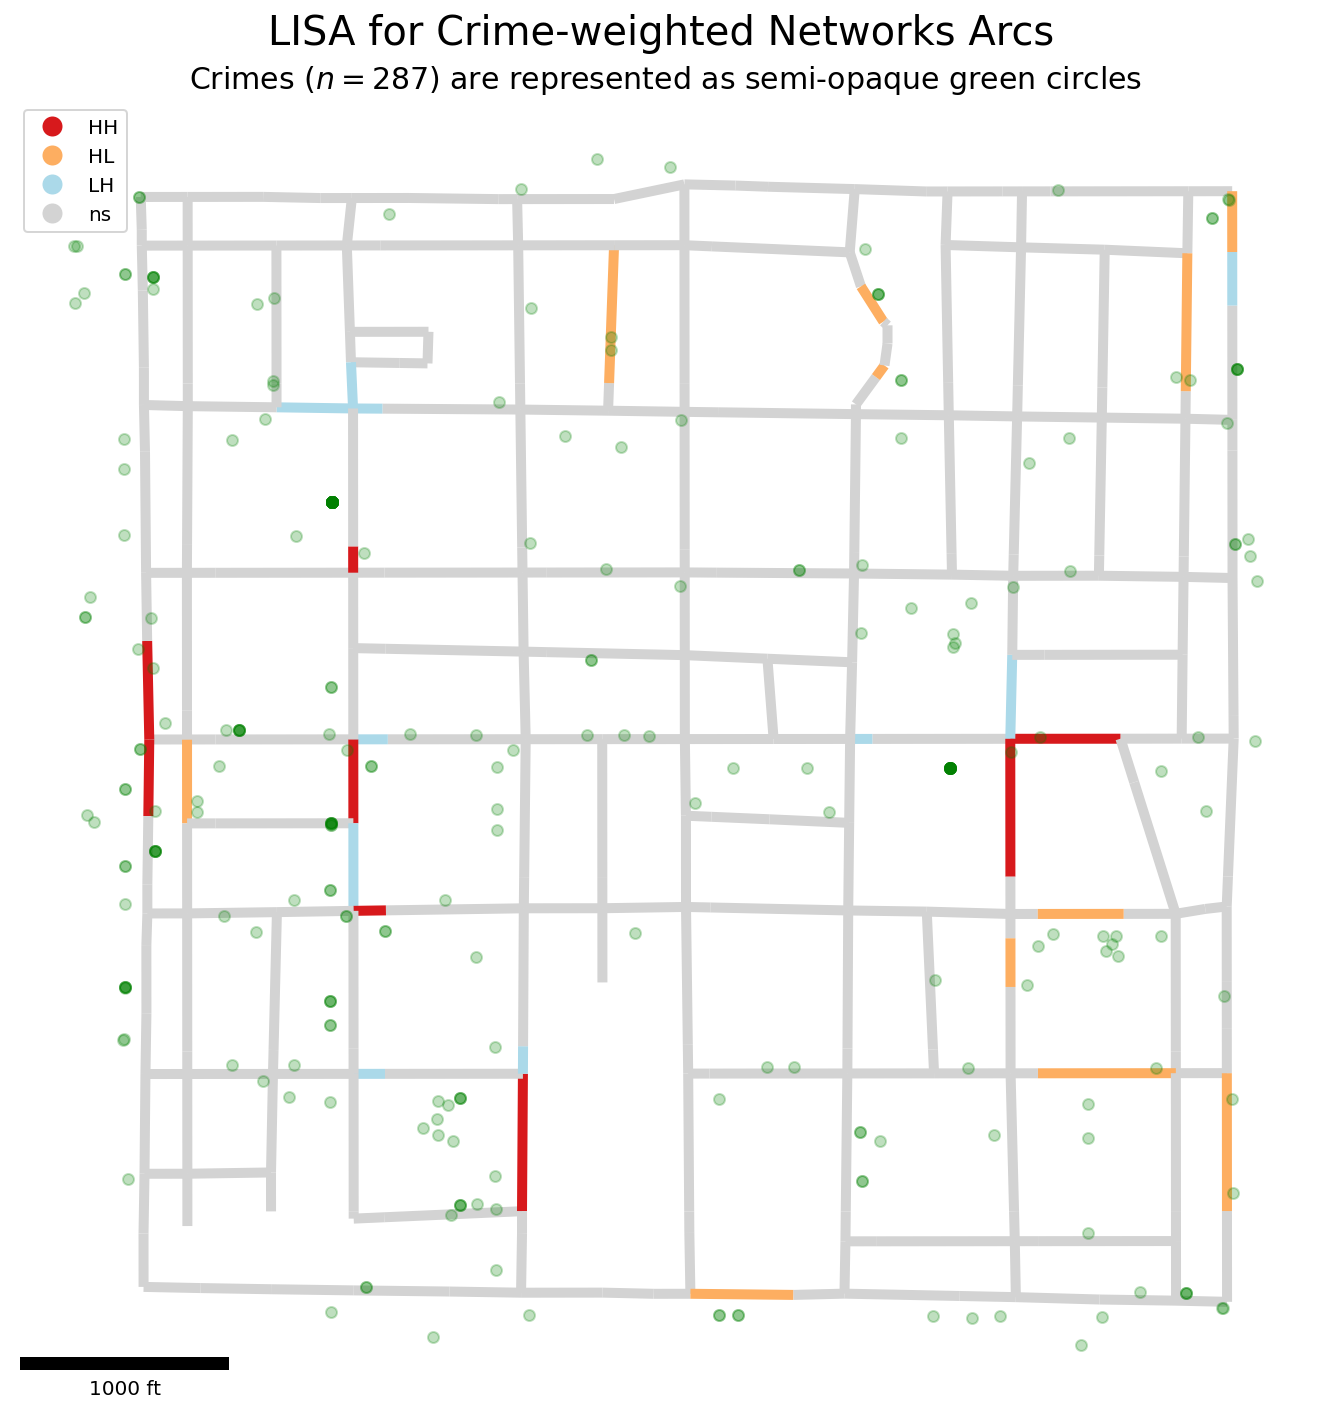 LISA for Crime-weighted Networks Arcs
Crimes (n = 287) are represented as semi-opaque green circles
HH
HL
LH
ns
1000 ft